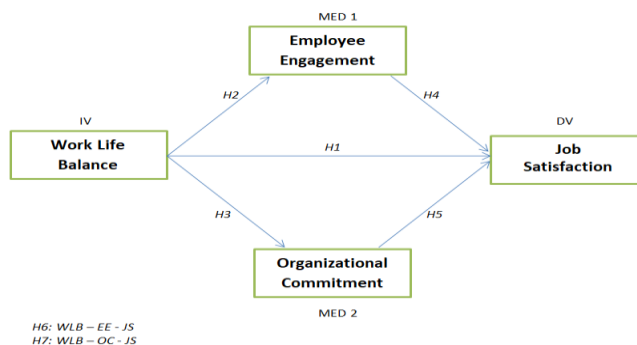 MED 1
Employee
Engagement
H2
H4
IV
DV
Work Life
Balance
H1
Job
Satisfaction
H3
H5
Organizational
Commitment
MED 2
H6: WLB – EE - JS
H7: WLB – OC - JS